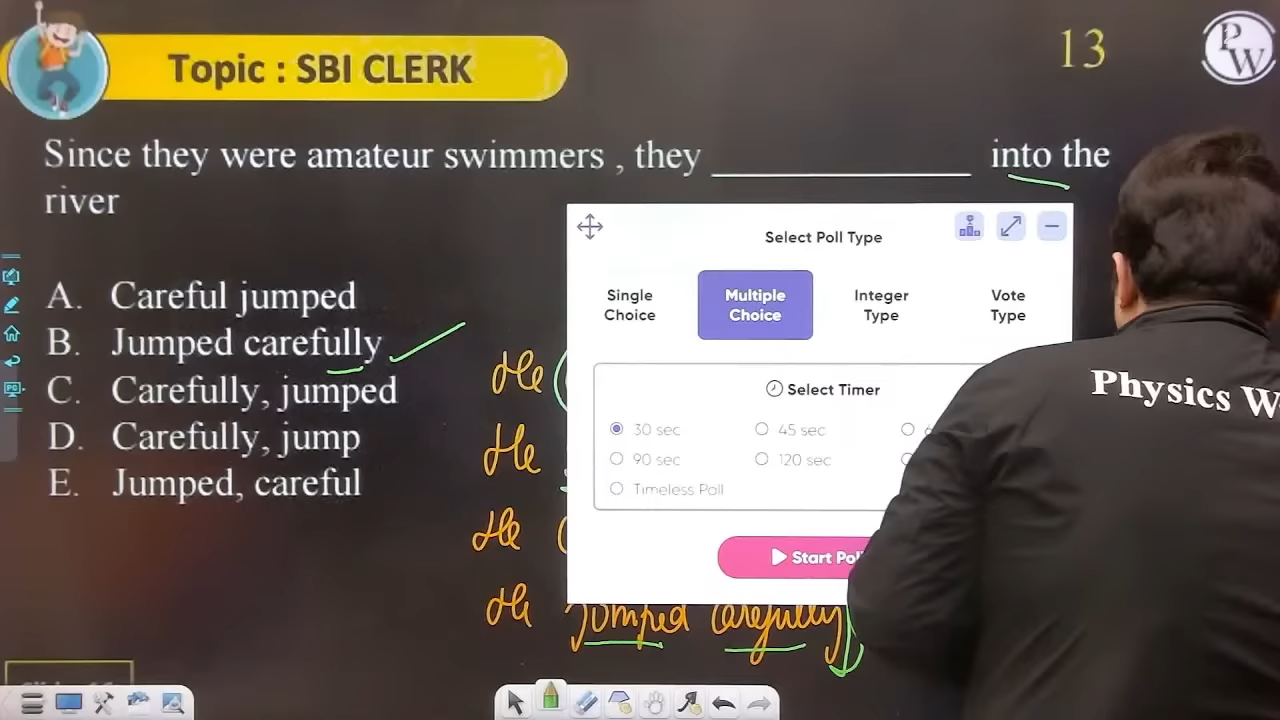 Topic : SBI CLERK
13
PW
Since they were amateur swimmers , they ____________ into the
river
A. Careful jumped
B. Jumped carefully
C. Carefully, jumped
D. Carefully, jump
E. Jumped, careful
Select Poll Type
Single Choice
Multiple Choice
Integer Type
Vote Type
Select Timer
30 sec
45 sec
90 sec
120 sec
Timeless Poll
Start Poll
He
He
He
He Jumped Carefully
Physics W